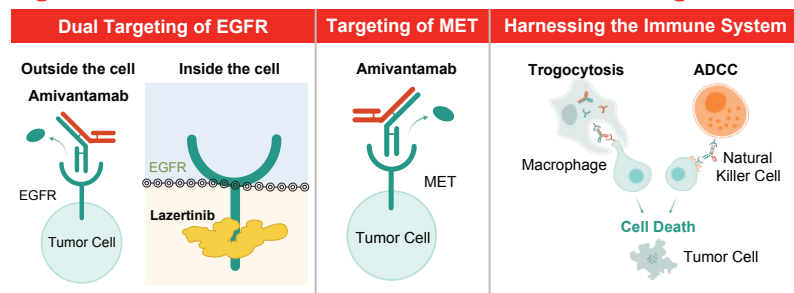 Dual Targeting of EGFR
Outside the cell
Amivantamab
EGFR
Tumor Cell
Inside the cell
EGFR
Lazertinib
Targeting of MET
Amivantamab
MET
Tumor Cell
Harnessing the Immune System
Trogocytosis
Macrophage
ADCC
Natural
Killer Cell
Cell Death
Tumor Cell